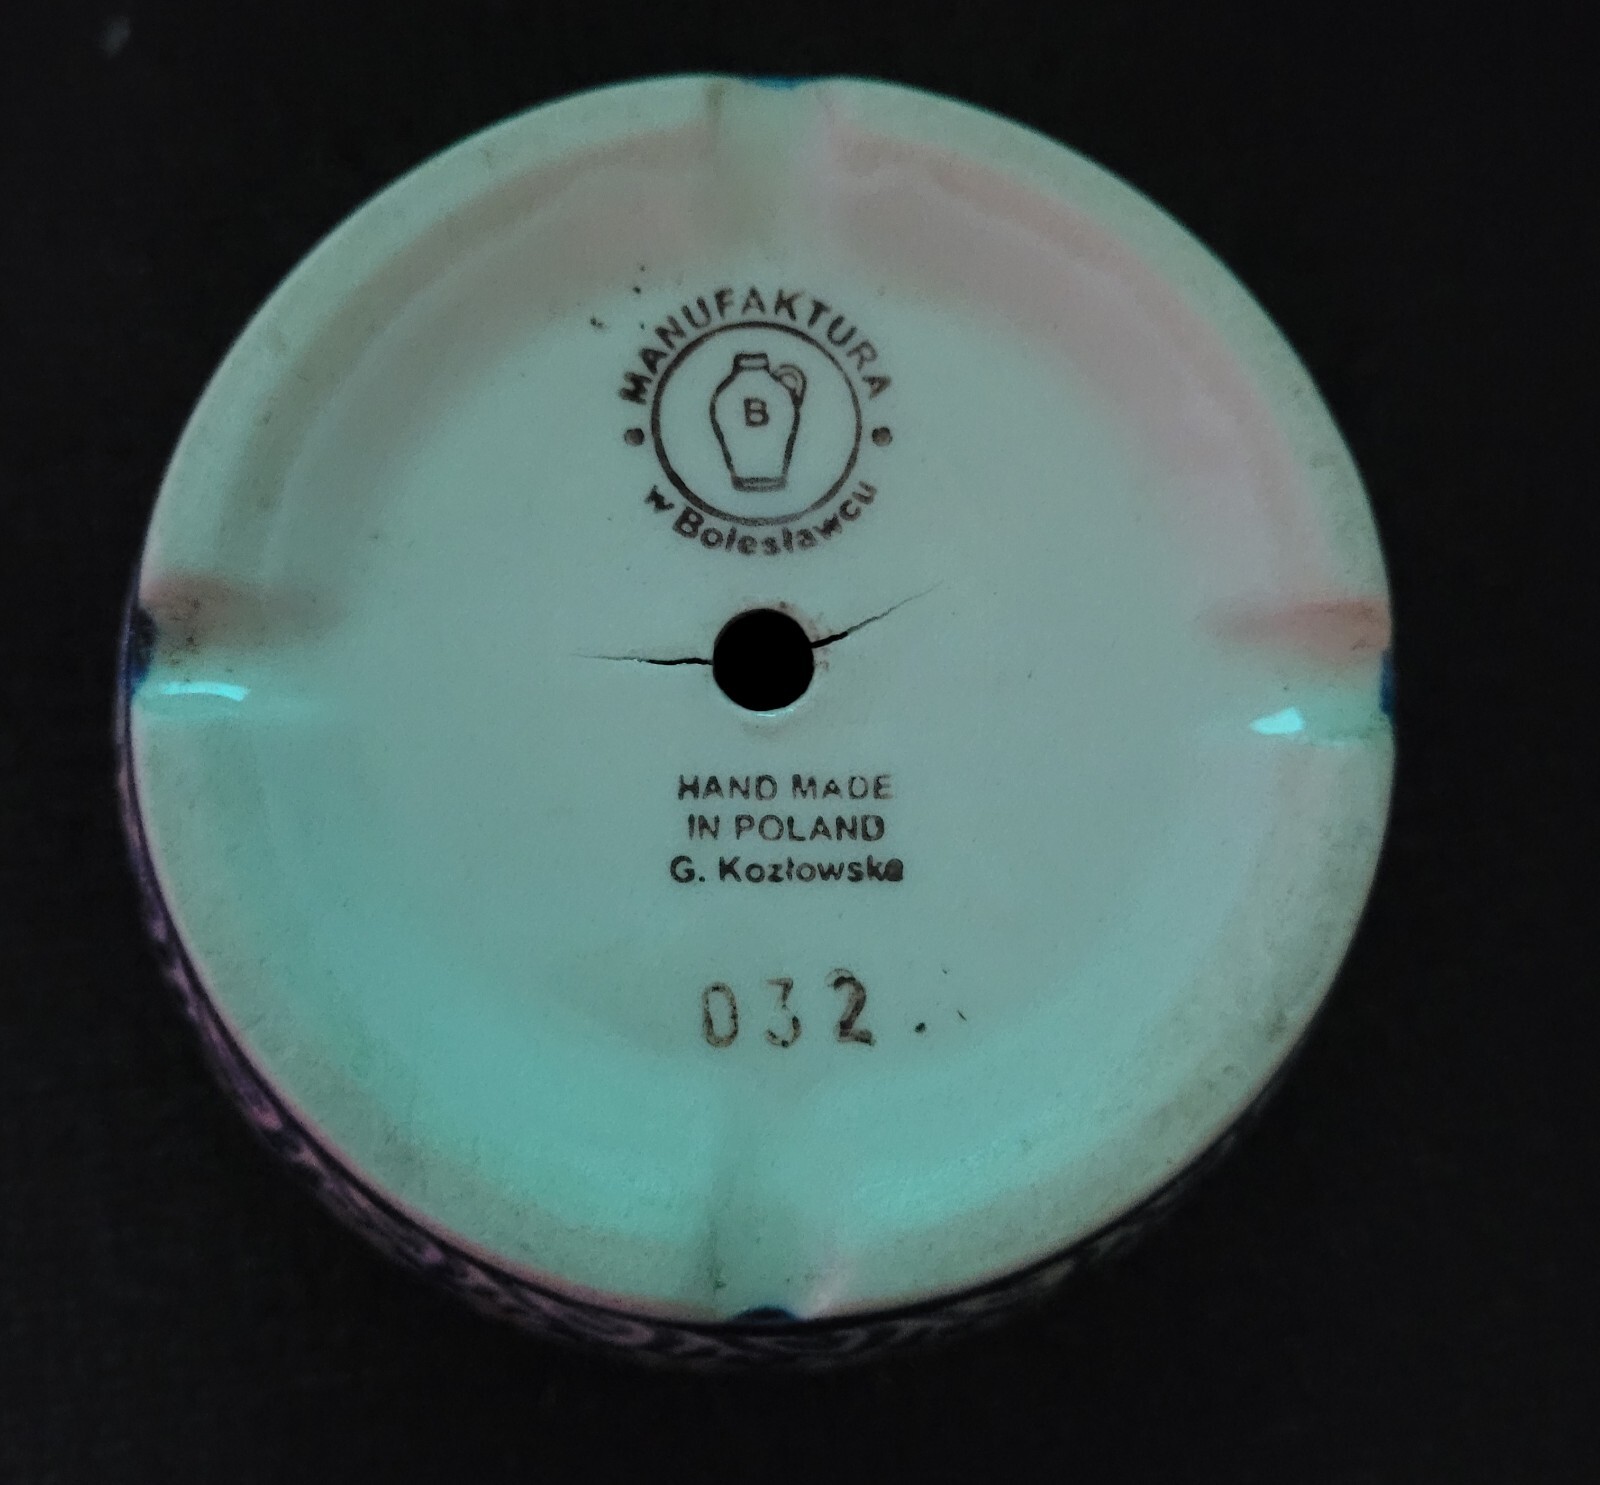 MANUFAKTURA
B
w Bolesławcu
HAND MADE
IN POLAND
G. Kozłowska
032